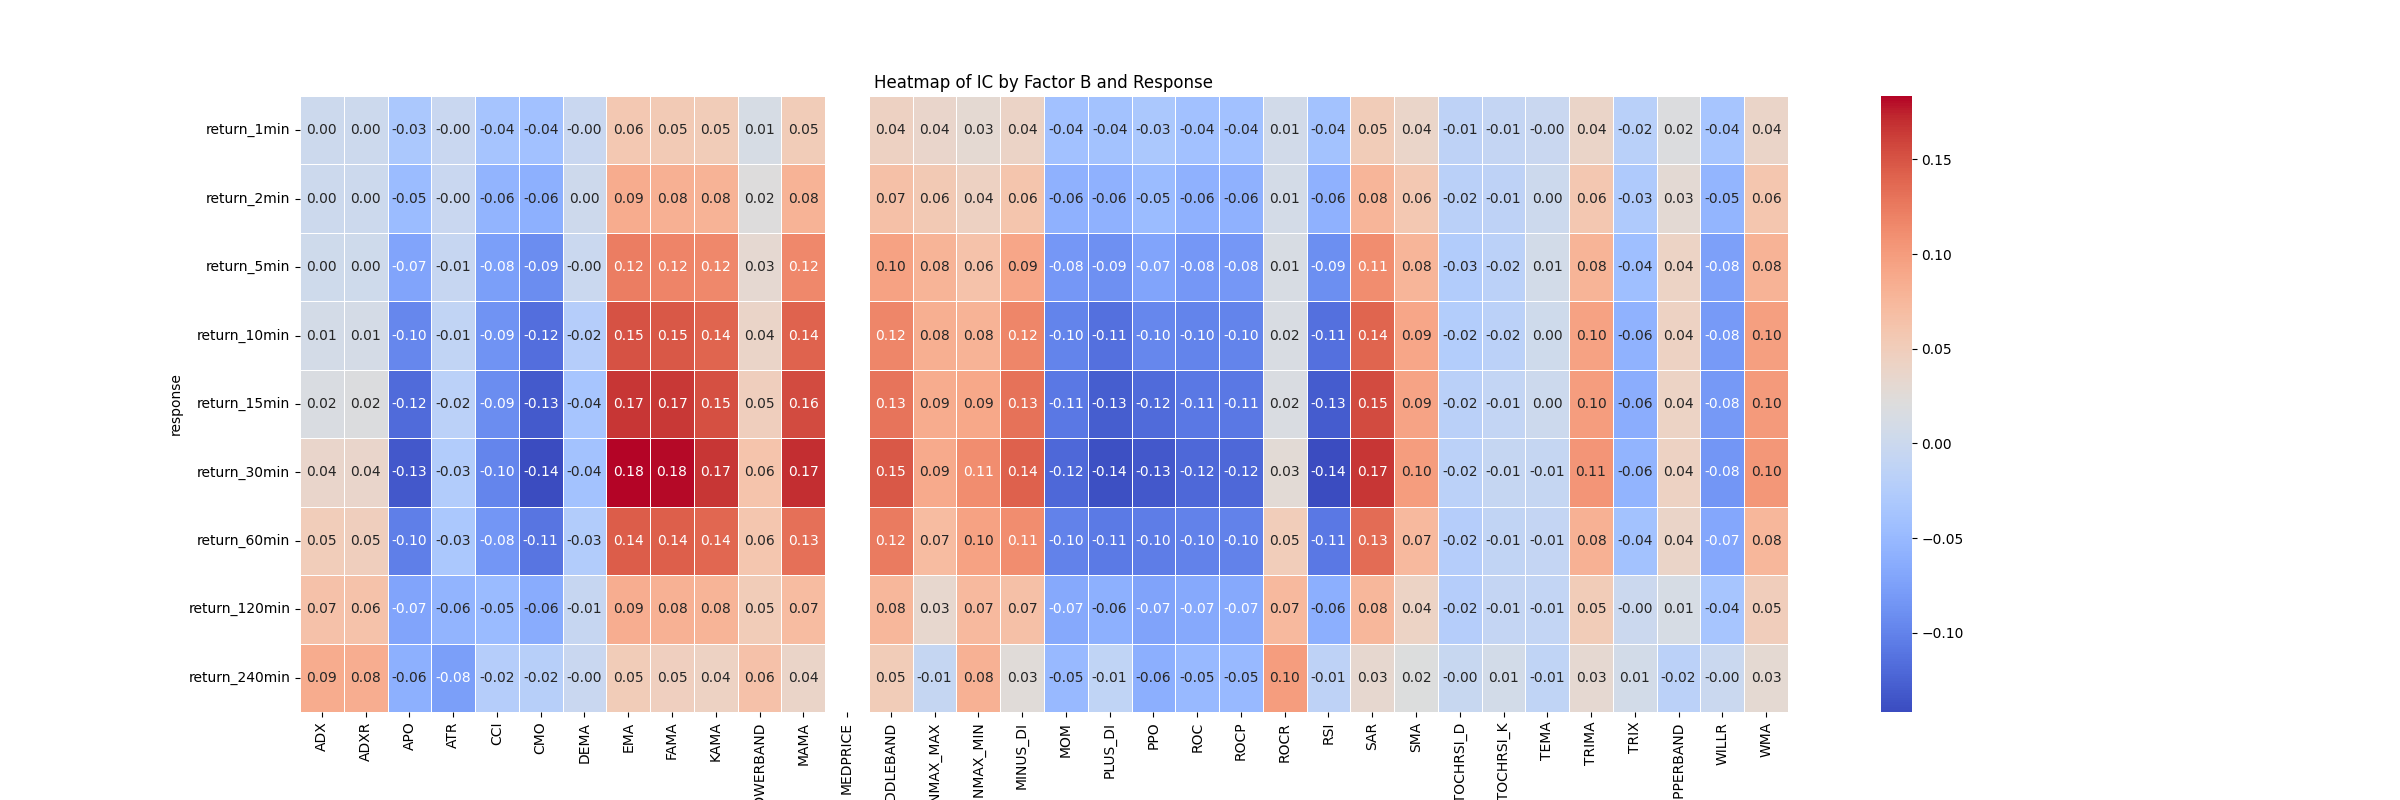 Heatmap of IC by Factor B and Response
response
return_1min 0.00 0.00 -0.03 -0.00 -0.04 -0.04 -0.00 0.06 0.05 0.05 0.01 0.05 0.04 0.04 0.03 0.04 -0.04 -0.04 -0.03 -0.04 -0.04 0.01 -0.04 0.05 0.04 -0.01 -0.01 -0.00 0.04 -0.02 0.02 -0.04 0.04
return_2min 0.00 0.00 -0.05 -0.00 -0.06 -0.06 0.00 0.09 0.08 0.08 0.02 0.08 0.07 0.06 0.04 0.06 -0.06 -0.06 -0.05 -0.06 -0.06 0.01 -0.06 0.08 0.06 -0.02 -0.01 0.00 0.06 -0.03 0.03 -0.05 0.06
return_5min 0.00 0.00 -0.07 -0.01 -0.08 -0.09 -0.00 0.12 0.12 0.12 0.03 0.12 0.10 0.08 0.06 0.09 -0.08 -0.09 -0.07 -0.08 -0.08 0.01 -0.09 0.11 0.08 -0.03 -0.02 0.01 0.08 -0.04 0.04 -0.08 0.08
return_10min 0.01 0.01 -0.10 -0.01 -0.09 -0.12 -0.02 0.15 0.15 0.14 0.04 0.14 0.12 0.08 0.08 0.12 -0.10 -0.11 -0.10 -0.10 -0.10 0.02 -0.11 0.14 0.09 -0.02 -0.02 0.00 0.10 -0.06 0.04 -0.08 0.10
return_15min 0.02 0.02 -0.12 -0.02 -0.09 -0.13 -0.04 0.17 0.17 0.15 0.05 0.16 0.13 0.09 0.09 0.13 -0.11 -0.13 -0.12 -0.11 -0.11 0.02 -0.13 0.15 0.09 -0.02 -0.01 0.00 0.10 -0.06 0.04 -0.08 0.10
return_30min 0.04 0.04 -0.13 -0.03 -0.10 -0.14 -0.04 0.18 0.18 0.17 0.06 0.17 0.15 0.09 0.11 0.14 -0.12 -0.14 -0.13 -0.12 -0.12 0.03 -0.14 0.17 0.10 -0.02 -0.01 -0.01 0.11 -0.06 0.04 -0.08 0.10
return_60min 0.05 0.05 -0.10 -0.03 -0.08 -0.11 -0.03 0.14 0.14 0.14 0.06 0.13 0.12 0.07 0.10 0.11 -0.10 -0.11 -0.10 -0.10 -0.10 0.05 -0.11 0.13 0.07 -0.02 -0.01 -0.01 0.08 -0.04 0.04 -0.07 0.08
return_120min 0.07 0.06 -0.07 -0.06 -0.05 -0.06 -0.01 0.09 0.08 0.08 0.05 0.07 0.08 0.03 0.07 0.07 -0.07 -0.06 -0.07 -0.07 -0.07 0.07 -0.06 0.08 0.04 -0.02 -0.01 -0.01 0.05 -0.00 0.01 -0.04 0.05
return_240min 0.09 0.08 -0.06 -0.08 -0.02 -0.02 -0.00 0.05 0.05 0.04 0.06 0.04 0.05 -0.01 0.08 0.03 -0.05 -0.01 -0.06 -0.05 -0.05 0.10 -0.01 0.03 0.02 -0.00 0.01 -0.01 0.03 0.01 -0.02 -0.00 0.03
ADX ADXR APO ATR CCI CMO DEMA EMA FAMA KAMA OWERBAND MAMA MEDPRICE DDLEBAND NMAX_MAX NMAX_MIN MINUS_DI MOM PLUS_DI PPO ROC ROCP ROCR RSI SAR SMA TOCHRSI_D TOCHRSI_K TEMA TRIMA TRIX PPERBAND WILLR WMA
0.15
0.10
0.05
0.00
−0.05
−0.10